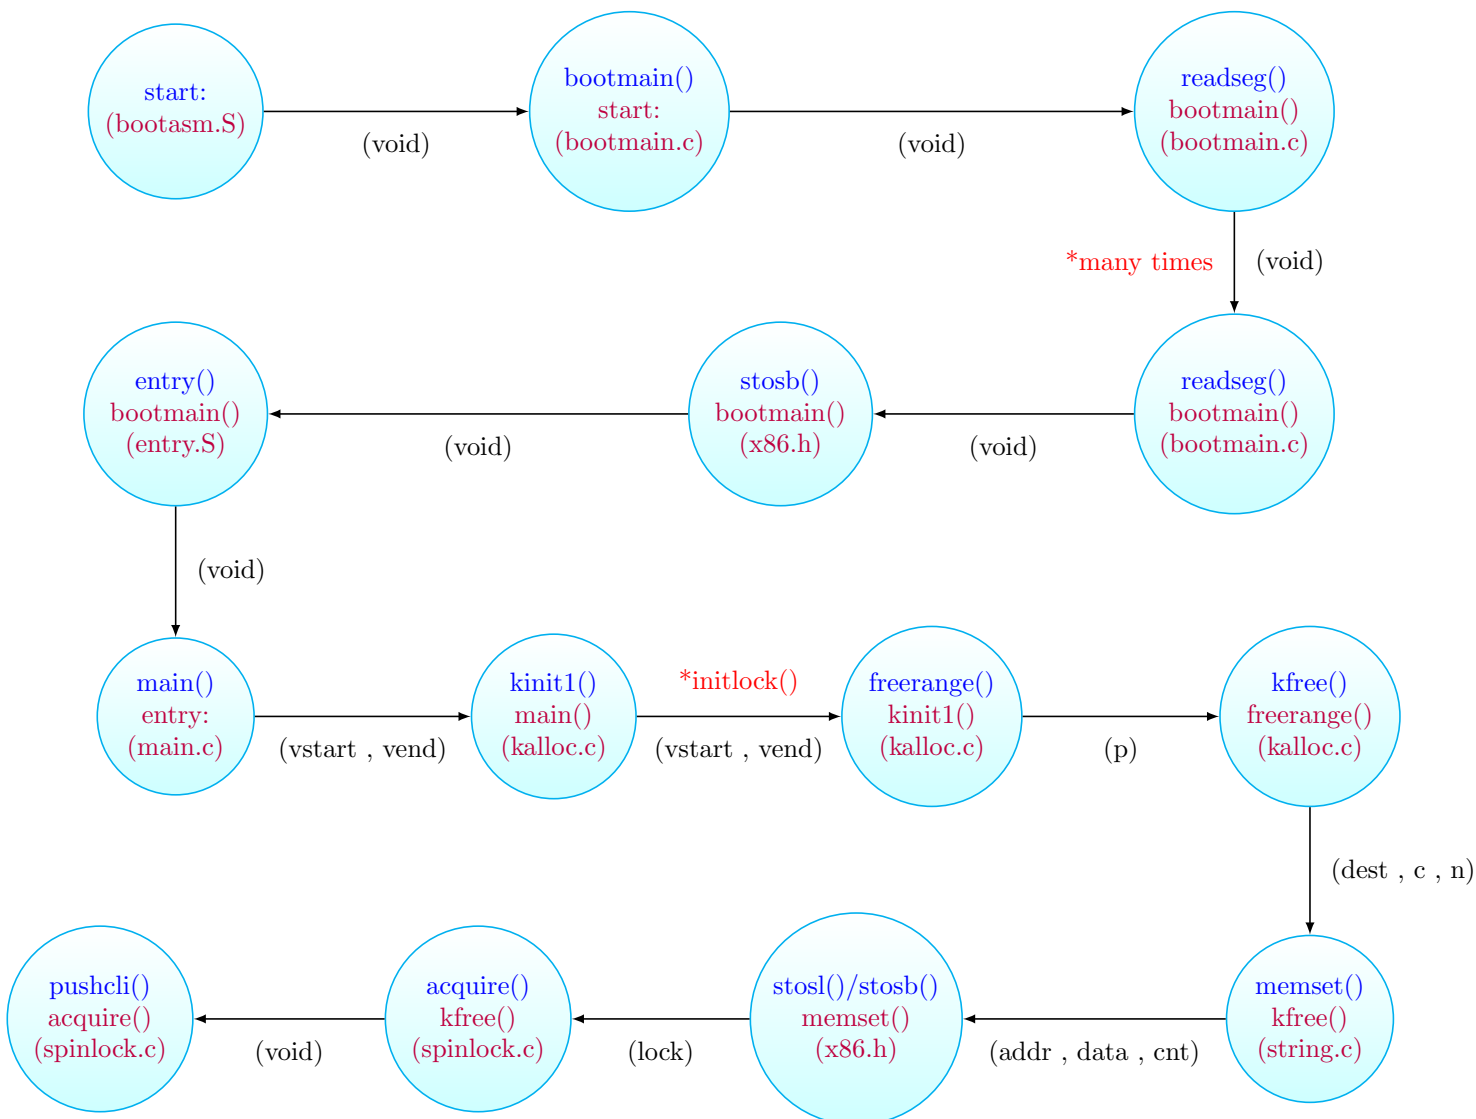 start:
(bootasm.S)
(void)
bootmain()
start:
(bootmain.c)
(void)
readseg()
bootmain()
(bootmain.c)
*many times
(void)
readseg()
bootmain()
(bootmain.c)
(void)
stosb()
bootmain()
(x86.h)
(void)
entry()
bootmain()
(entry.S)
(void)
main()
entry:
(main.c)
(vstart , vend)
kinit1()
main()
(kalloc.c)
*initlock()
(vstart , vend)
freerange()
kinit1()
(kalloc.c)
(p)
kfree()
freerange()
(kalloc.c)
(dest , c , n)
memset()
kfree()
(string.c)
(addr , data , cnt)
stosl()/stosb()
memset()
(x86.h)
(lock)
acquire()
kfree()
(spinlock.c)
(void)
pushcli()
acquire()
(spinlock.c)